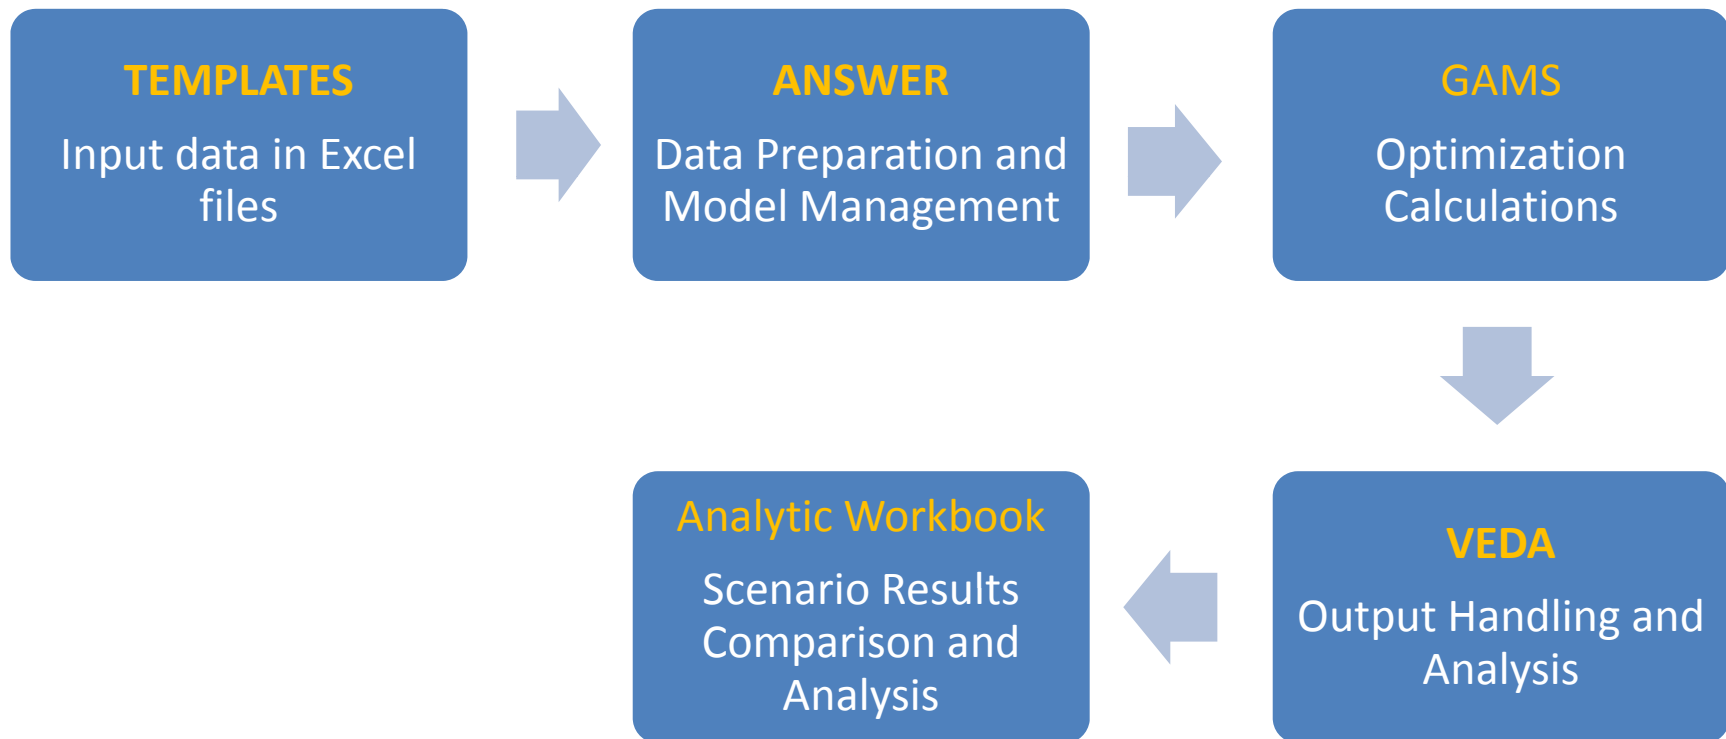 TEMPLATES
Input data in Excel
files
ANSWER
Data Preparation and
Model Management
GAMS
Optimization
Calculations
VEDA
Output Handling and
Analysis
Analytic Workbook
Scenario Results
Comparison and
Analysis